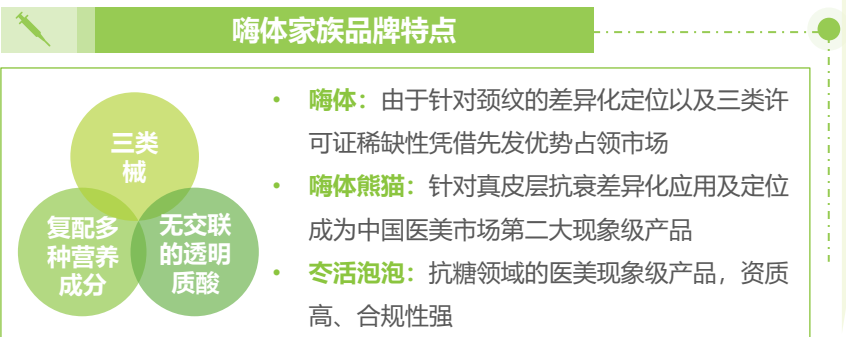 嗨体家族品牌特点
三类
械
复配多
种营养
成分
无交联
的透明
质酸
• 嗨体：由于针对颈纹的差异化定位以及三类许
可证稀缺性凭借先发优势占领市场
• 嗨体熊猫：针对真皮层抗衰差异化应用及定位
成为中国医美市场第二大现象级产品
• 冭活泡泡：抗糖领域的医美现象级产品，资质
高、合规性强